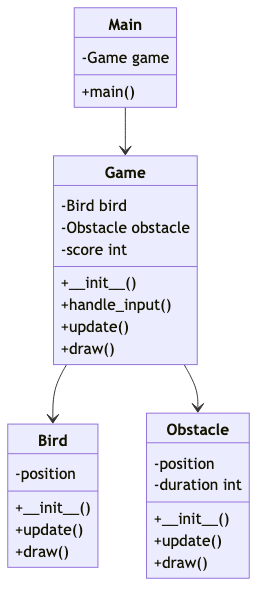 Main
-Game game
+main()
Game
-Bird bird
-Obstacle obstacle
-score int
+__init__()
+handle_input()
+update()
+draw()
Bird
-position
+__init__()
+update()
+draw()
Obstacle
-position
-duration int
+__init__()
+update()
+draw()